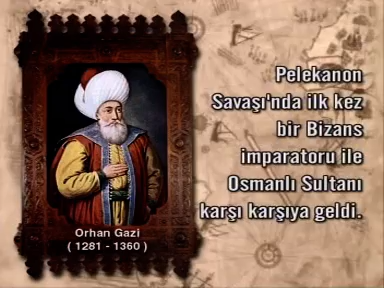 Pelekanon
Savaşı'nda ilk kez
bir Bizans
imparatoru ile
Osmanlı Sultanı
karşı karşıya geldi.
Orhan Gazi
( 1281 - 1360 )